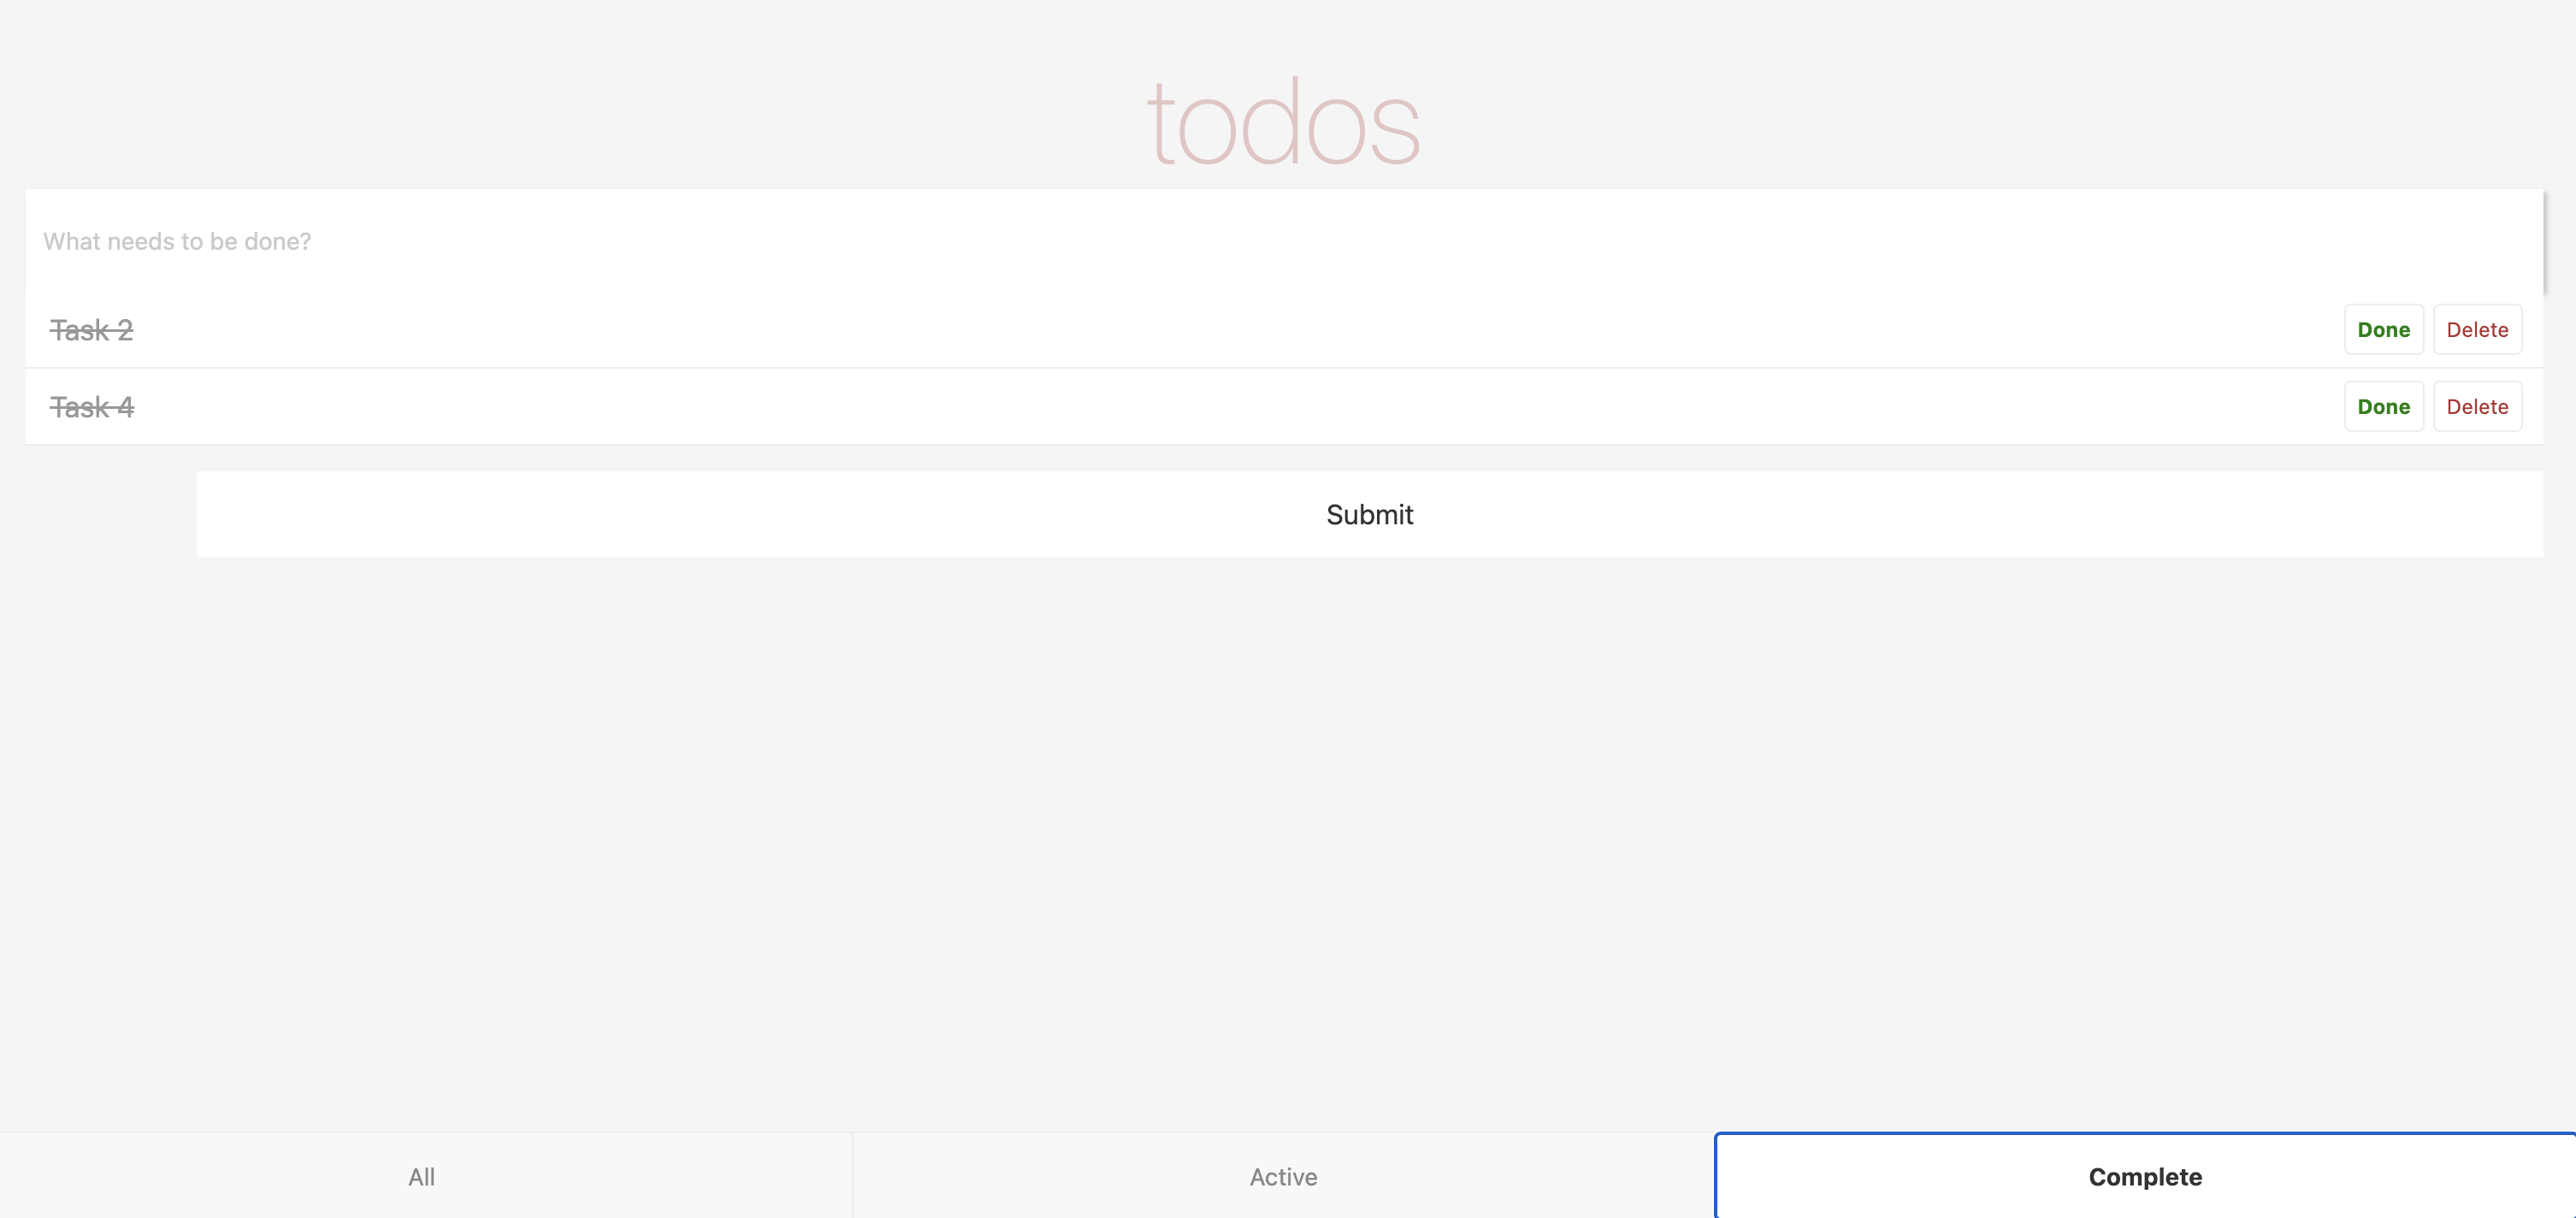 todos
What needs to be done?
Task 2 Done Delete
Task 4 Done Delete
Submit
All Active Complete